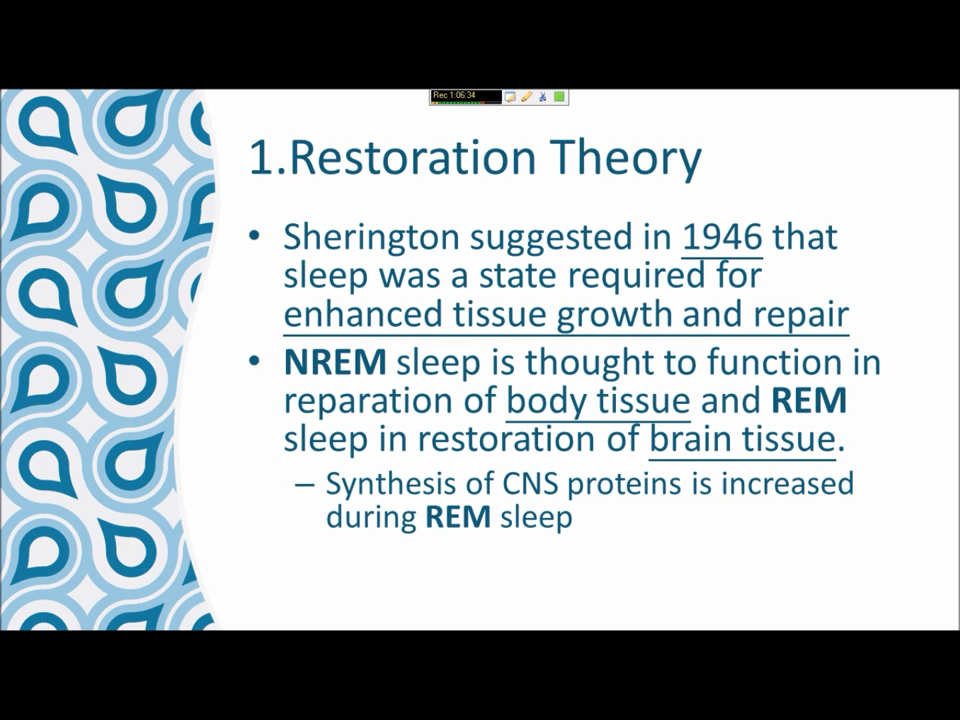 Rec 1:06:34
1.Restoration Theory
• Sherington suggested in 1946 that
sleep was a state required for
enhanced tissue growth and repair
• NREM sleep is thought to function in
reparation of body tissue and REM
sleep in restoration of brain tissue.
– Synthesis of CNS proteins is increased
during REM sleep